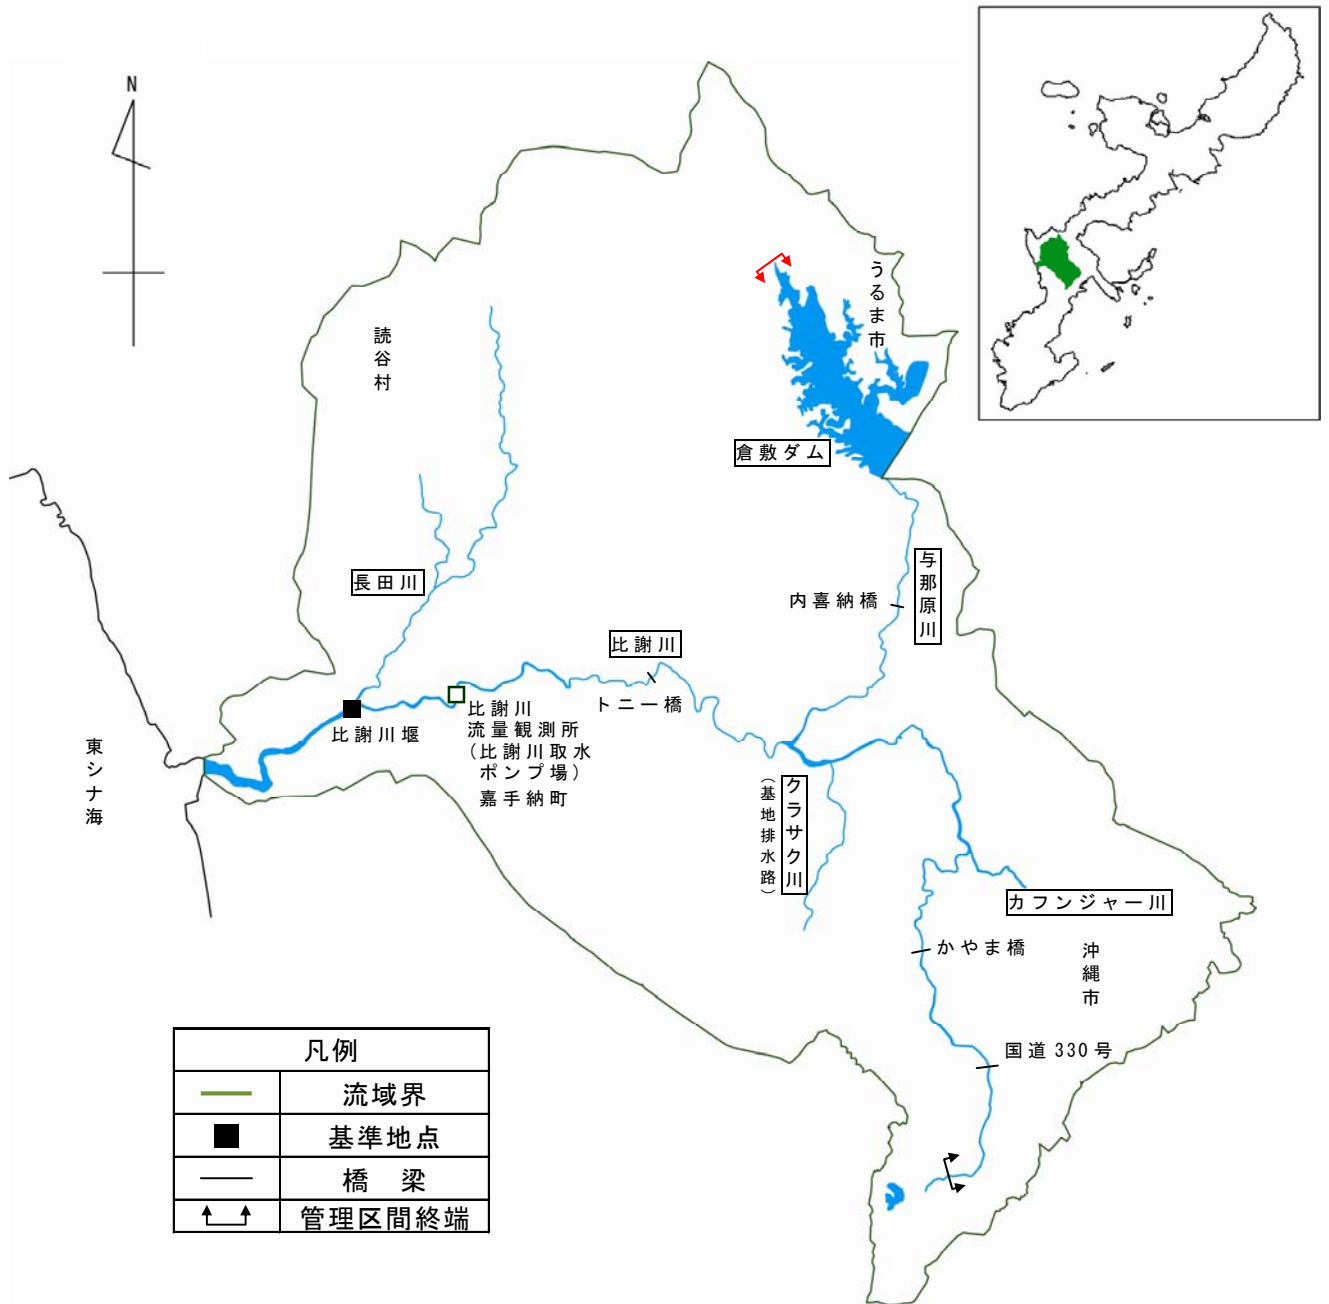 N
うるま市
読谷村
倉敷ダム
与那原川
長田川
内喜納橋
比謝川
トニー橋
比謝川堰
比謝川
流量観測所
(比謝川取水
ポンプ場)
嘉手納町
東シナ海
クラサク川
(基地排水路)
カフンジャー川
かやま橋
沖縄市
国道330号
凡例
流域界
基準地点
橋 梁
管理区間終端